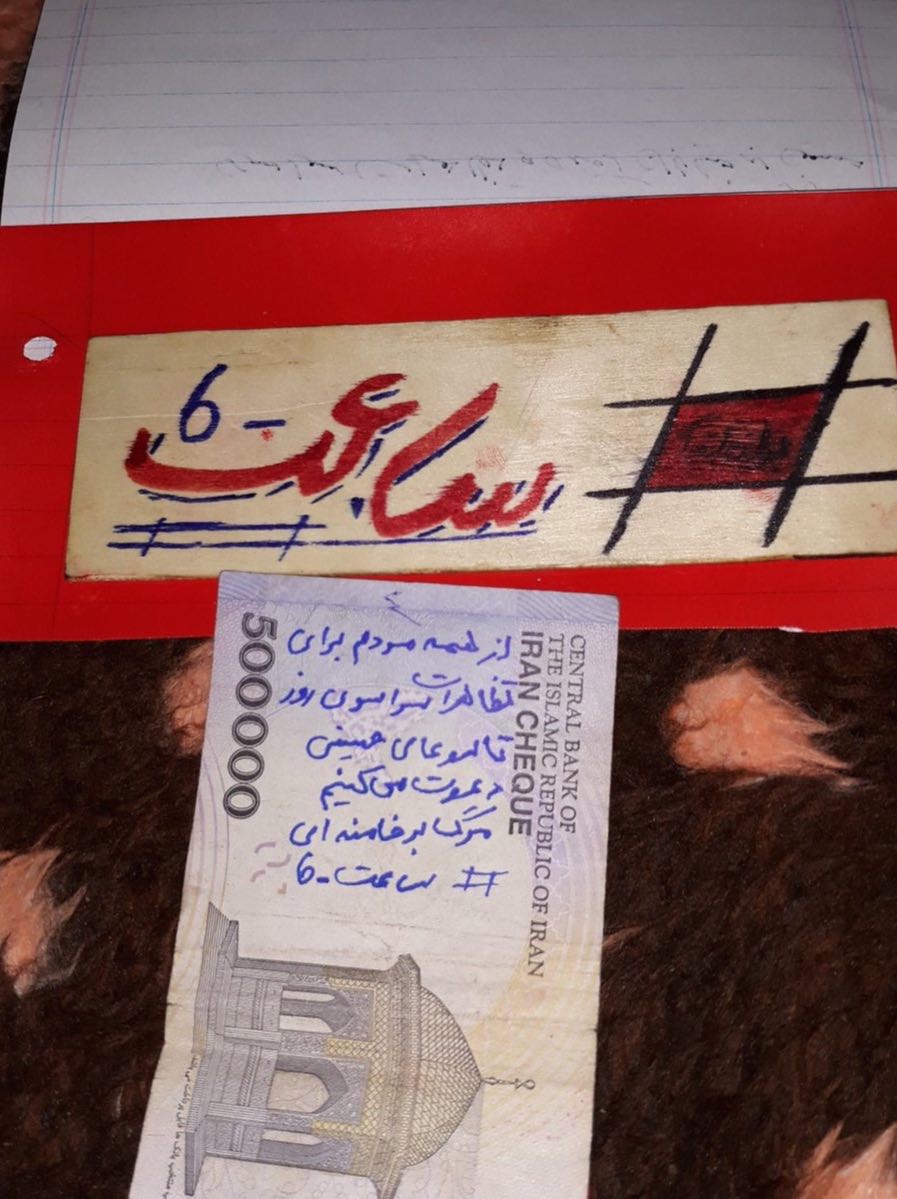 # ساعت-6
از همه مردم برای
تظاهرات سراسری روز
تاسوعای حسینی
دعوت می‌کنیم
مرگ بر خامنه ای
# ساعت-6
500000
IRAN CHEQUE
CENTRAL BANK OF
THE ISLAMIC REPUBLIC OF IRAN